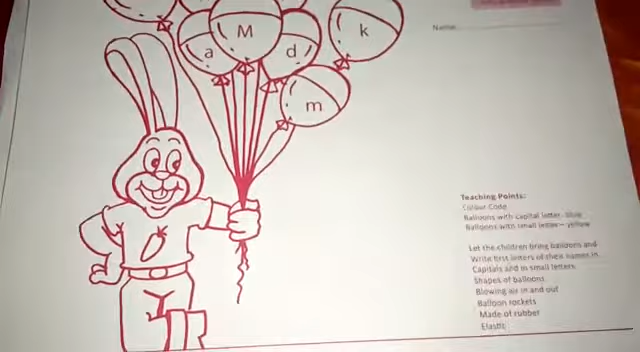 M
k
a
d
m
Name
Teaching Points:
Colour Code
Balloons with capital letter- blue
Balloons with small letter - yellow
Let the children bring balloons and
Write first letters of their names in
Capitals and in small letters.
Shapes of balloons
Blowing air in and out
Balloon rockets
Made of rubber
Elastic